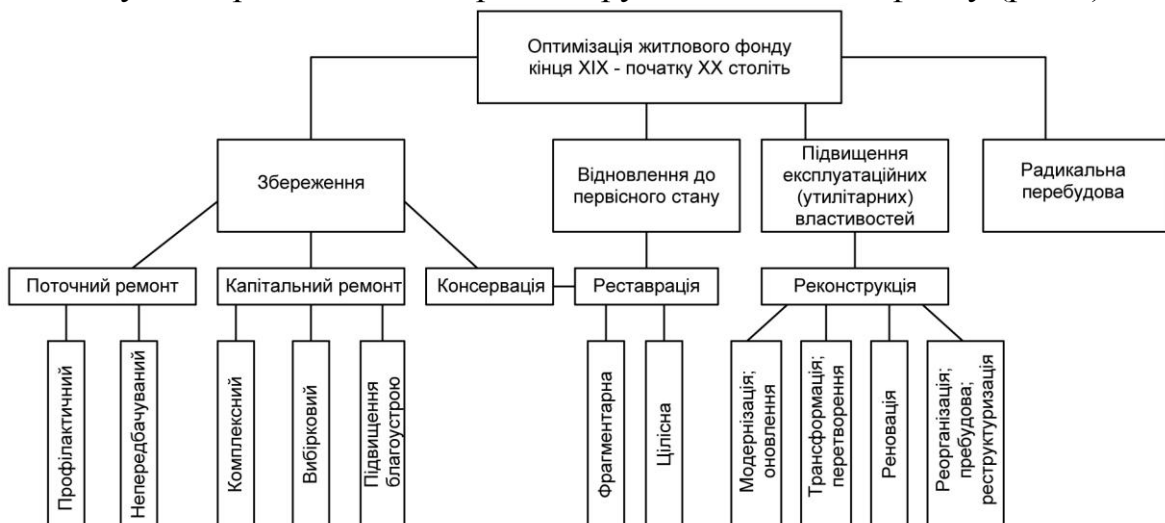 Оптимізація житлового фонду
кінця XIX - початку XX століть
Збереження
Відновлення до
первісного стану
Підвищення
експлуатаційних
(утилітарних)
властивостей
Радикальна
перебудова
Поточний ремонт
Капітальний ремонт
Консервація
Реставрація
Реконструкція
Профілактичний
Непередбачуваний
Комплексний
Вибірковий
Підвищення
благоустрою
Фрагментарна
Цілісна
Модернізація;
оновлення
Трансформація;
перетворення
Реновація
Реорганізація;
пребудова;
реструктуризація